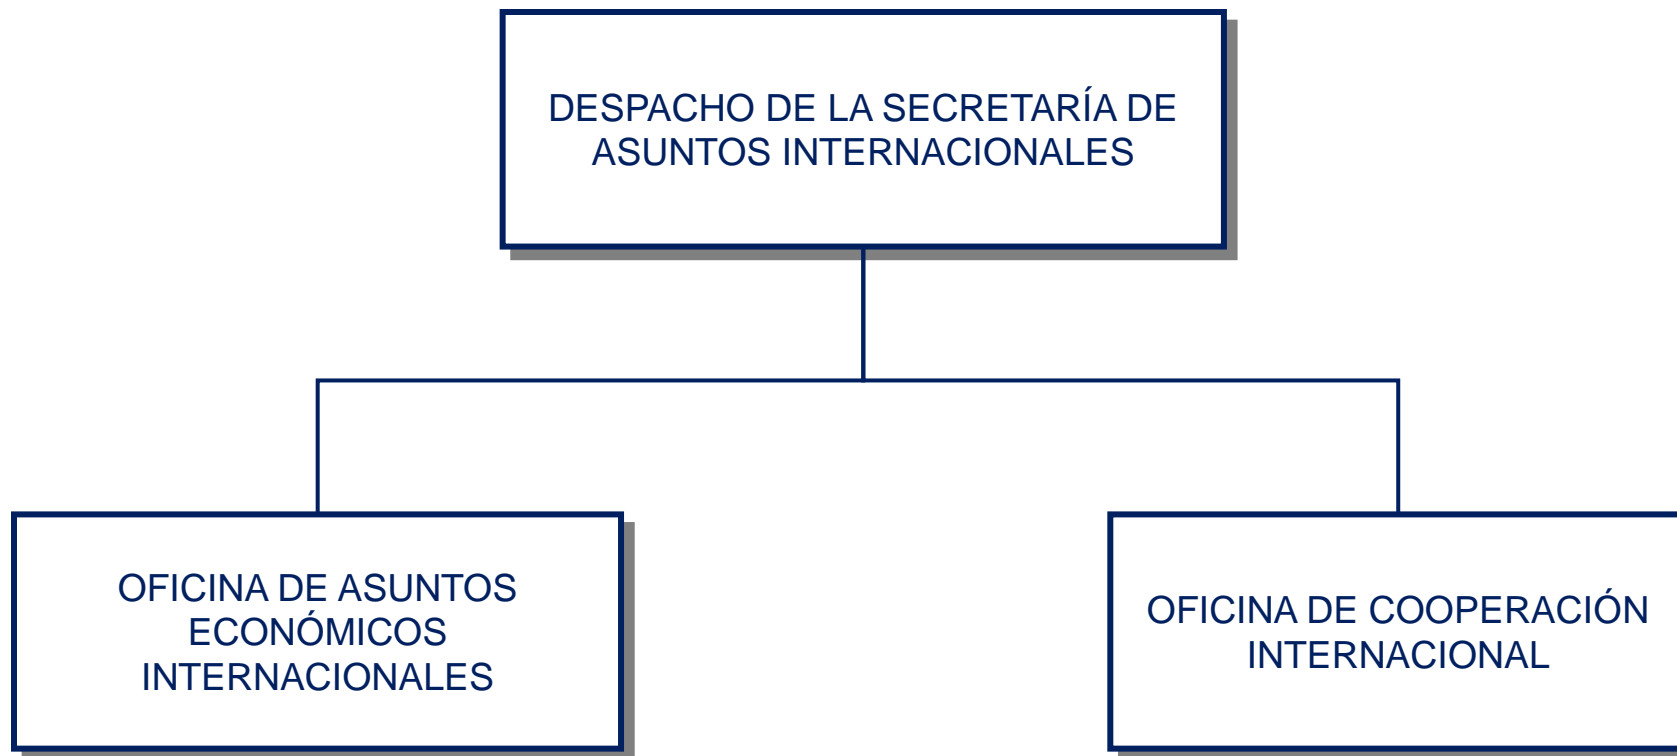 DESPACHO DE LA SECRETARÍA DE
ASUNTOS INTERNACIONALES
OFICINA DE ASUNTOS
ECONÓMICOS
INTERNACIONALES
OFICINA DE COOPERACIÓN
INTERNACIONAL